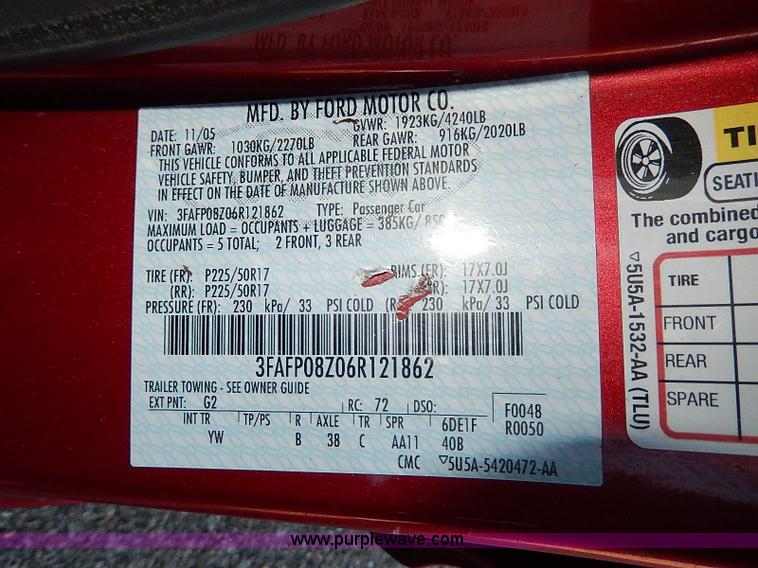 MFD. BY FORD MOTOR CO.
DATE: 11/05 GVWR: 1923KG/4240LB
FRONT GAWR: 1030KG/2270LB REAR GAWR: 916KG/2020LB
THIS VEHICLE CONFORMS TO ALL APPLICABLE FEDERAL MOTOR
VEHICLE SAFETY, BUMPER, AND THEFT PREVENTION STANDARDS
IN EFFECT ON THE DATE OF MANUFACTURE SHOWN ABOVE.
VIN: 3FAFP08Z06R121862 TYPE: Passenger Car
MAXIMUM LOAD = OCCUPANTS + LUGGAGE = 385KG/
OCCUPANTS = 5 TOTAL; 2 FRONT, 3 REAR
TIRE (FR): P225/50R17 RIMS (FR): 17X7.0J
(RR): P225/50R17 17X7.0J
PRESSURE (FR): 230 kPa/ 33 PSI COLD 230 kPa/ 33 PSI COLD
3FAFP08Z06R121862
TRAILER TOWING - SEE OWNER GUIDE
EXT PNT: G2 RC: 72 DSO: F0048
INT TR TP/PS R AXLE TR SPR 6DE1F R0050
YW B 38 C AA11 40B
CMC ▽5U5A-5420472-AA
TI
SEATI
The combined
and cargo
TIRE
FRONT
REAR
SPARE
▽5U5A-1532-AA (TLU)
www.purplewave.com